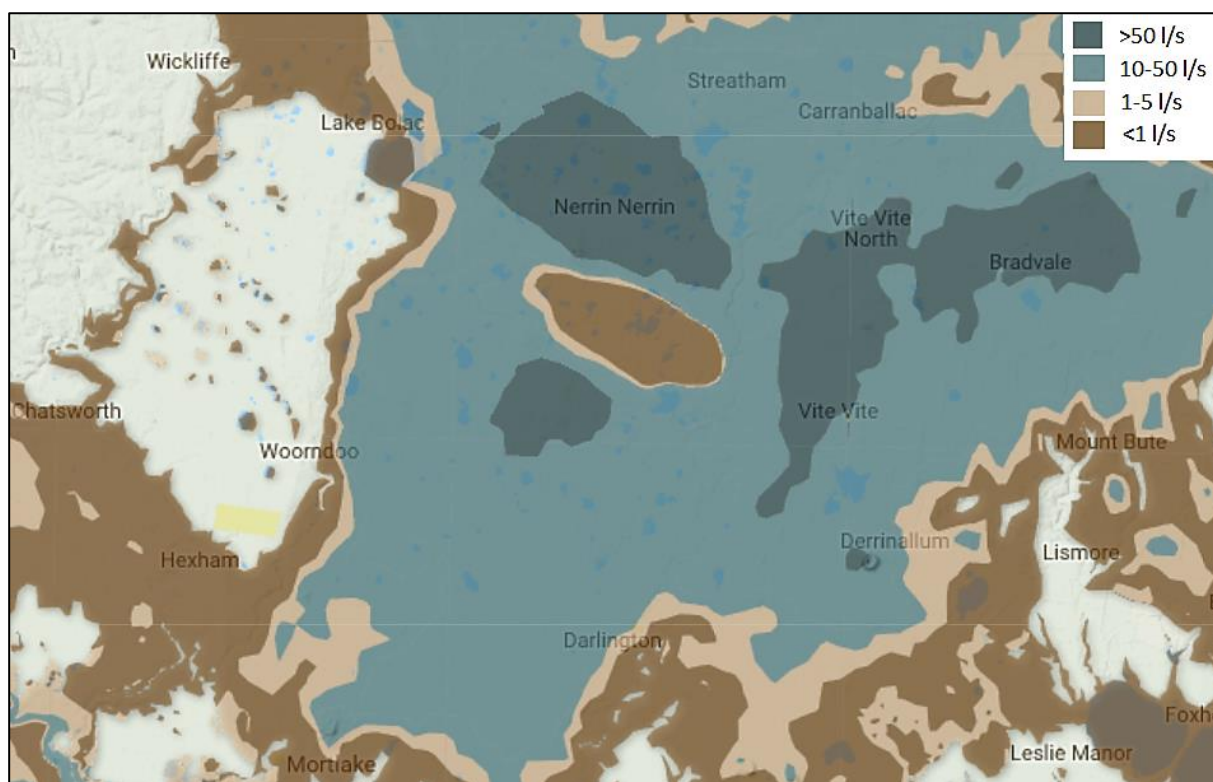 >50 l/s
10-50 l/s
1-5 l/s
<1 l/s
Wickliffe
Streatham
Carranballac
Lake Bolac
Nerrin Nerrin
Vite Vite
North
Bradvale
Chatsworth
Vite Vite
Mount Bute
Woorndoo
Derrinallum
Lismore
Hexham
Darlington
Foxh
Leslie Manor
Mortlake